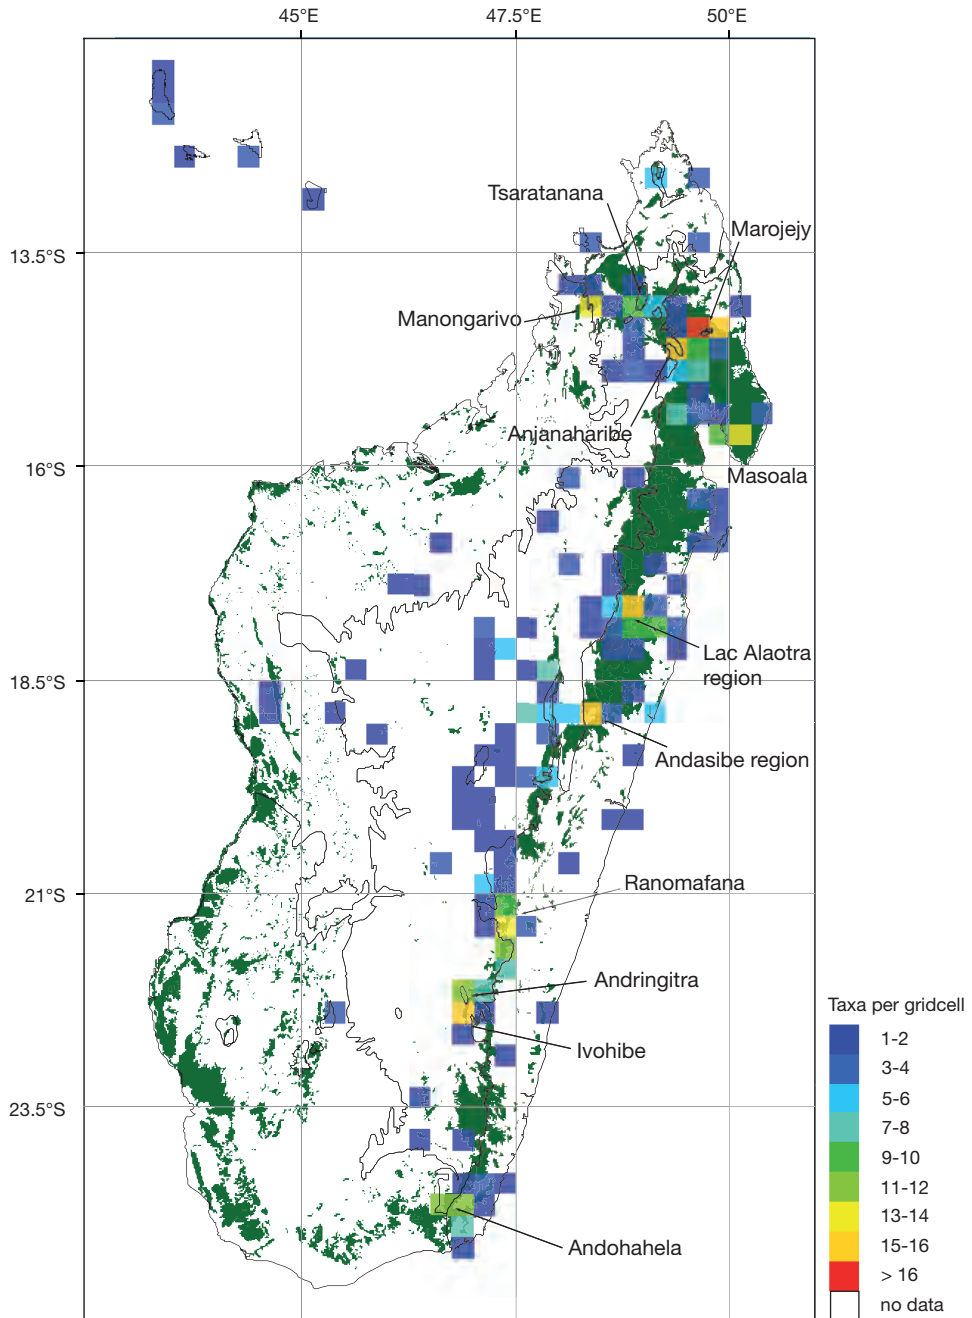 45°E 47.5°E 50°E
Tsaratanana
Marojejy
13.5°S
Manongarivo
Anjanaharibe
16°S
Masoala
Lac Alaotra
region
18.5°S
Andasibe region
Ranomafana
21°S
Andringitra
Taxa per gridcell
1-2
Ivohibe
3-4
5-6
23.5°S
7-8
9-10
11-12
13-14
Andohahela
15-16
> 16
no data